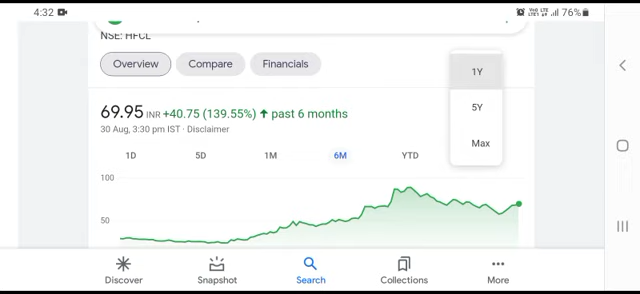 4:32 76%
NSE: HFCL
Overview Compare Financials
1Y
5Y
Max
69.95 INR +40.75 (139.55%) ↑ past 6 months
30 Aug, 3:30 pm IST · Disclaimer
1D 5D 1M 6M YTD
100
50
Discover Snapshot Search Collections More